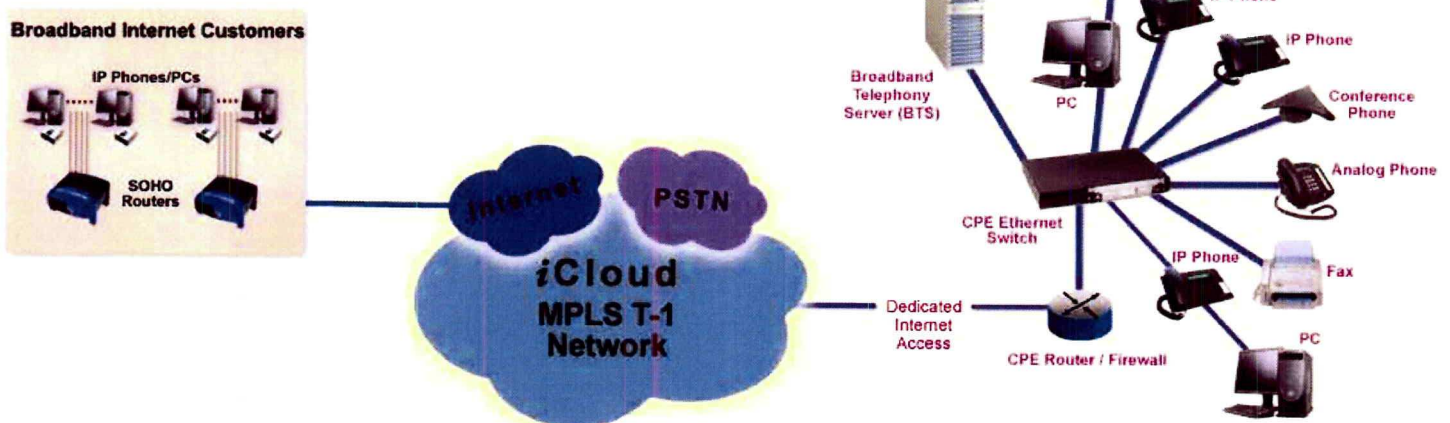 Broadband Internet Customers
IP Phones/PCs
SOHO
Routers
Internet
PSTN
iCloud
MPLS T-1
Network
Dedicated
Internet
Access
CPE Router / Firewall
CPE Ethernet
Switch
Broadband
Telephony
Server (BTS)
PC
IP Phone
Conference
Phone
Analog Phone
Fax
IP Phone
PC